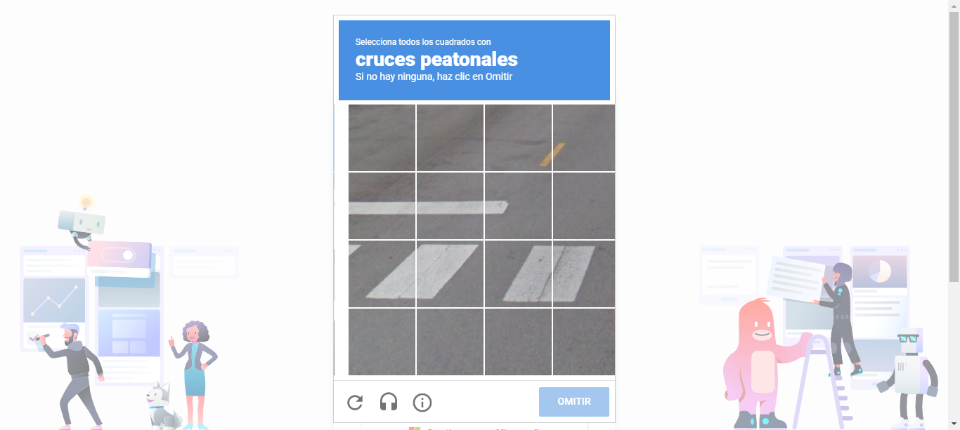 Selecciona todos los cuadrados con
cruces peatonales
Si no hay ninguna, haz clic en Omitir
OMITIR